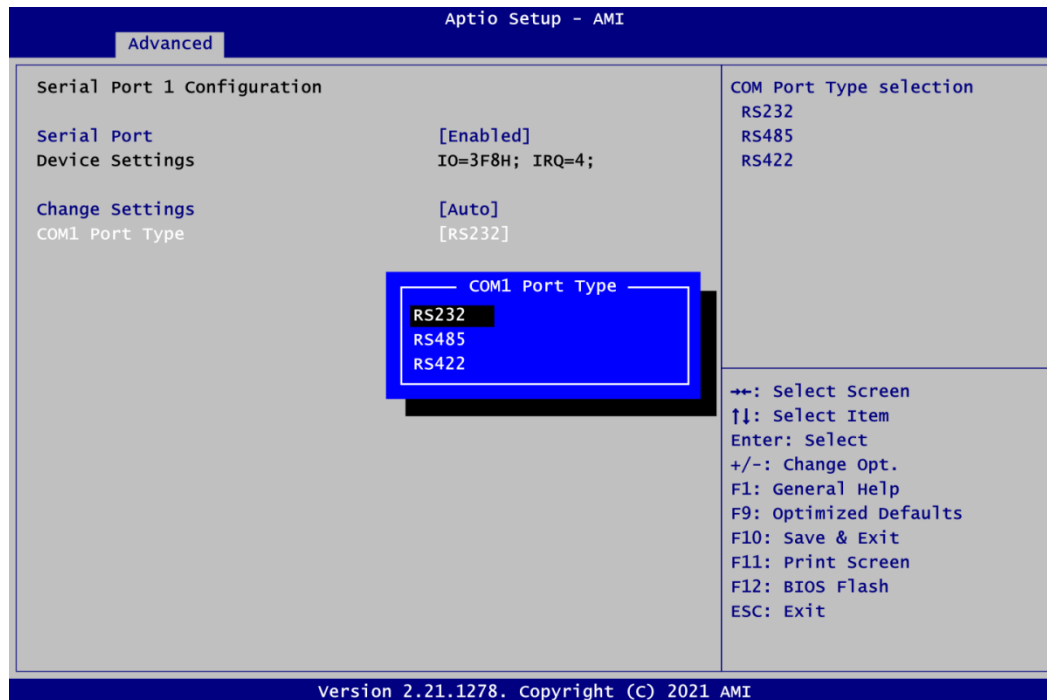 Aptio Setup - AMI
Advanced
Serial Port 1 Configuration
Serial Port [Enabled]
Device Settings IO=3F8H; IRQ=4;
Change Settings [Auto]
COM1 Port Type [RS232]
COM1 Port Type
RS232
RS485
RS422
COM Port Type selection
RS232
RS485
RS422
→←: Select Screen
↑↓: Select Item
Enter: Select
+/-: Change Opt.
F1: General Help
F9: Optimized Defaults
F10: Save & Exit
F11: Print Screen
F12: BIOS Flash
ESC: Exit
Version 2.21.1278. Copyright (C) 2021 AMI